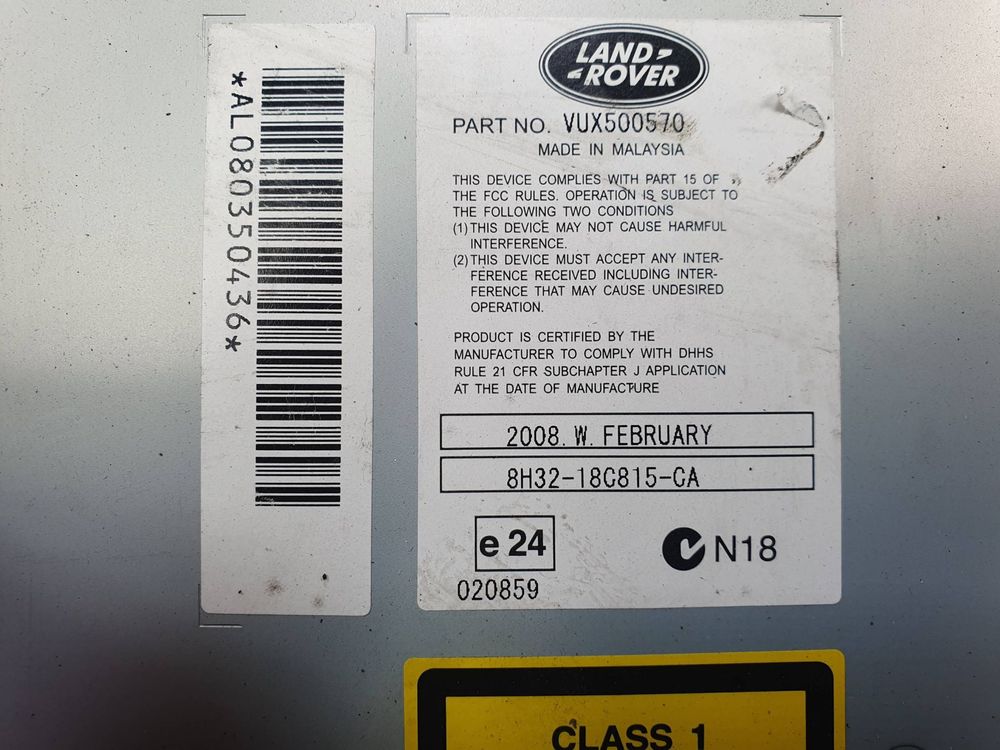 *AL080350436*
LAND
ROVER
PART NO. VUX500570
MADE IN MALAYSIA
THIS DEVICE COMPLIES WITH PART 15 OF
THE FCC RULES. OPERATION IS SUBJECT TO
THE FOLLOWING TWO CONDITIONS
(1) THIS DEVICE MAY NOT CAUSE HARMFUL
INTERFERENCE.
(2) THIS DEVICE MUST ACCEPT ANY INTER-
FERENCE RECEIVED INCLUDING INTER-
FERENCE THAT MAY CAUSE UNDESIRED
OPERATION.
PRODUCT IS CERTIFIED BY THE
MANUFACTURER TO COMPLY WITH DHHS
RULE 21 CFR SUBCHAPTER J APPLICATION
AT THE DATE OF MANUFACTURE
2008. W. FEBRUARY
8H32-18C815-CA
e 24
N18
020859
CLASS 1